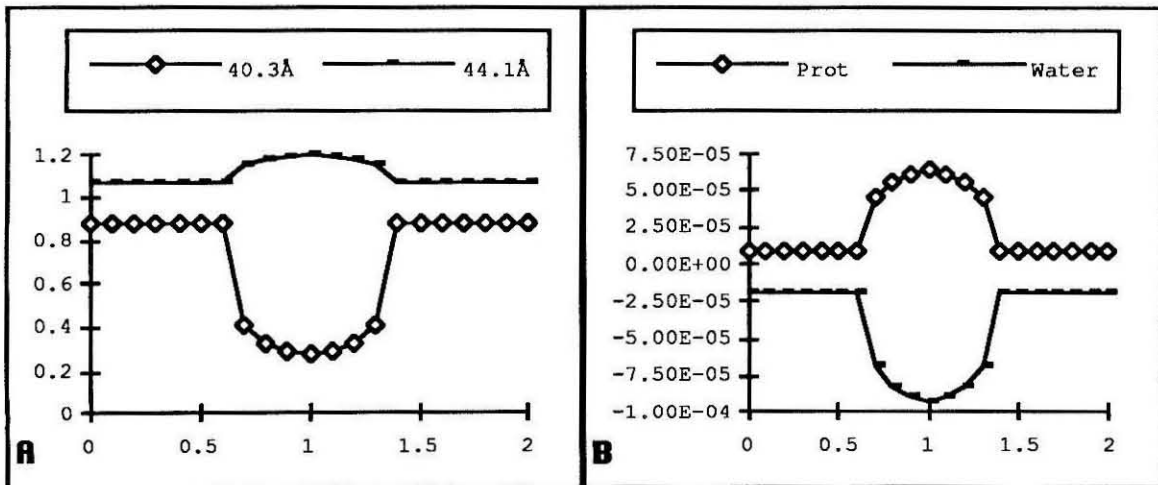 40.3Å 44.1Å
1.2
1
0.8
0.6
0.4
0.2
0
0 0.5 1 1.5 2
A
Prot Water
7.50E-05
5.00E-05
2.50E-05
0.00E+00
-2.50E-05
-5.00E-05
-7.50E-05
-1.00E-04
0 0.5 1 1.5 2
B